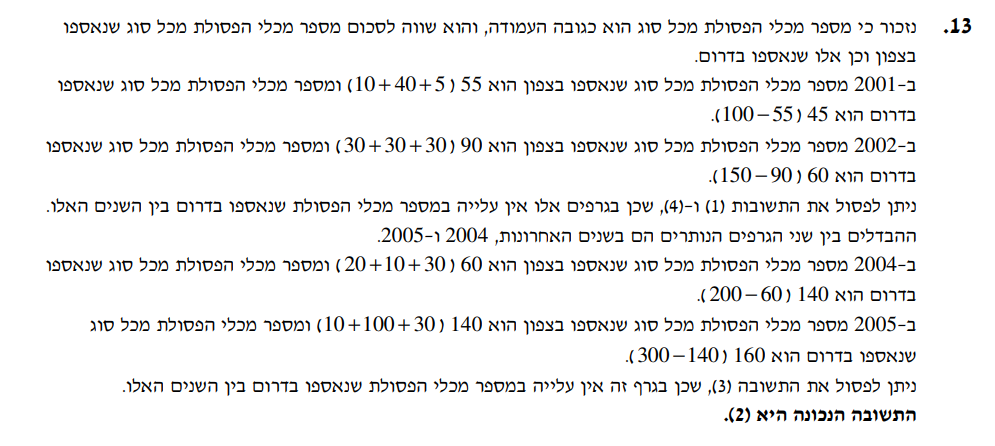 13. נזכור כי מספר מכלי הפסולת מכל סוג הוא כגובה העמודה, והוא שווה לסכום מספר מכלי הפסולת מכל סוג שנאספו
בצפון וכן אלו שנאספו בדרום.
ב-2001 מספר מכלי הפסולת מכל סוג שנאספו בצפון הוא 55 (10+40+5) ומספר מכלי הפסולת מכל סוג שנאספו
בדרום הוא 45 (100-55).
ב-2002 מספר מכלי הפסולת מכל סוג שנאספו בצפון הוא 90 (30+30+30) ומספר מכלי הפסולת מכל סוג שנאספו
בדרום הוא 60 (150-90).
ניתן לפסול את התשובות (1) ו-(4), שכן בגרפים אלו אין עלייה במספר מכלי הפסולת שנאספו בדרום בין השנים האלו.
ההבדלים בין שני הגרפים הנותרים הם בשנים האחרונות, 2004 ו-2005.
ב-2004 מספר מכלי הפסולת מכל סוג שנאספו בצפון הוא 60 (20+10+30) ומספר מכלי הפסולת מכל סוג שנאספו
בדרום הוא 140 (200-60).
ב-2005 מספר מכלי הפסולת מכל סוג שנאספו בצפון הוא 140 (10+100+30) ומספר מכלי הפסולת מכל סוג
שנאספו בדרום הוא 160 (300-140).
ניתן לפסול את התשובה (3), שכן בגרף זה אין עלייה במספר מכלי הפסולת שנאספו בדרום בין השנים האלו.
התשובה הנכונה היא (2).